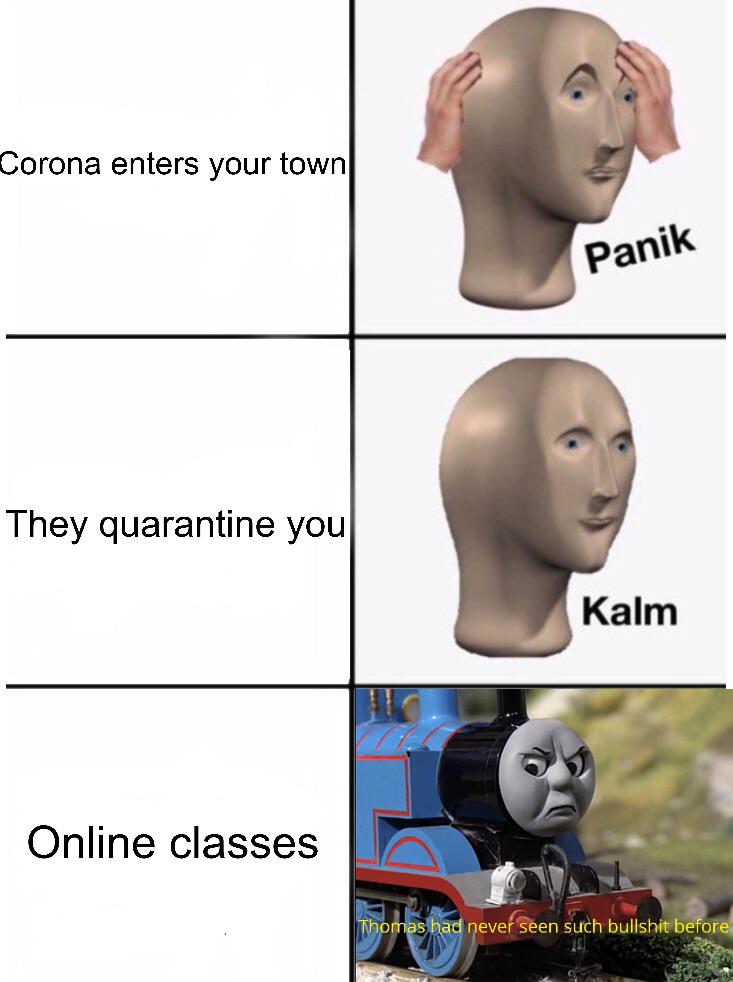 Corona enters your town
Panik
They quarantine you
Kalm
Online classes
Thomas had never seen such bullshit before